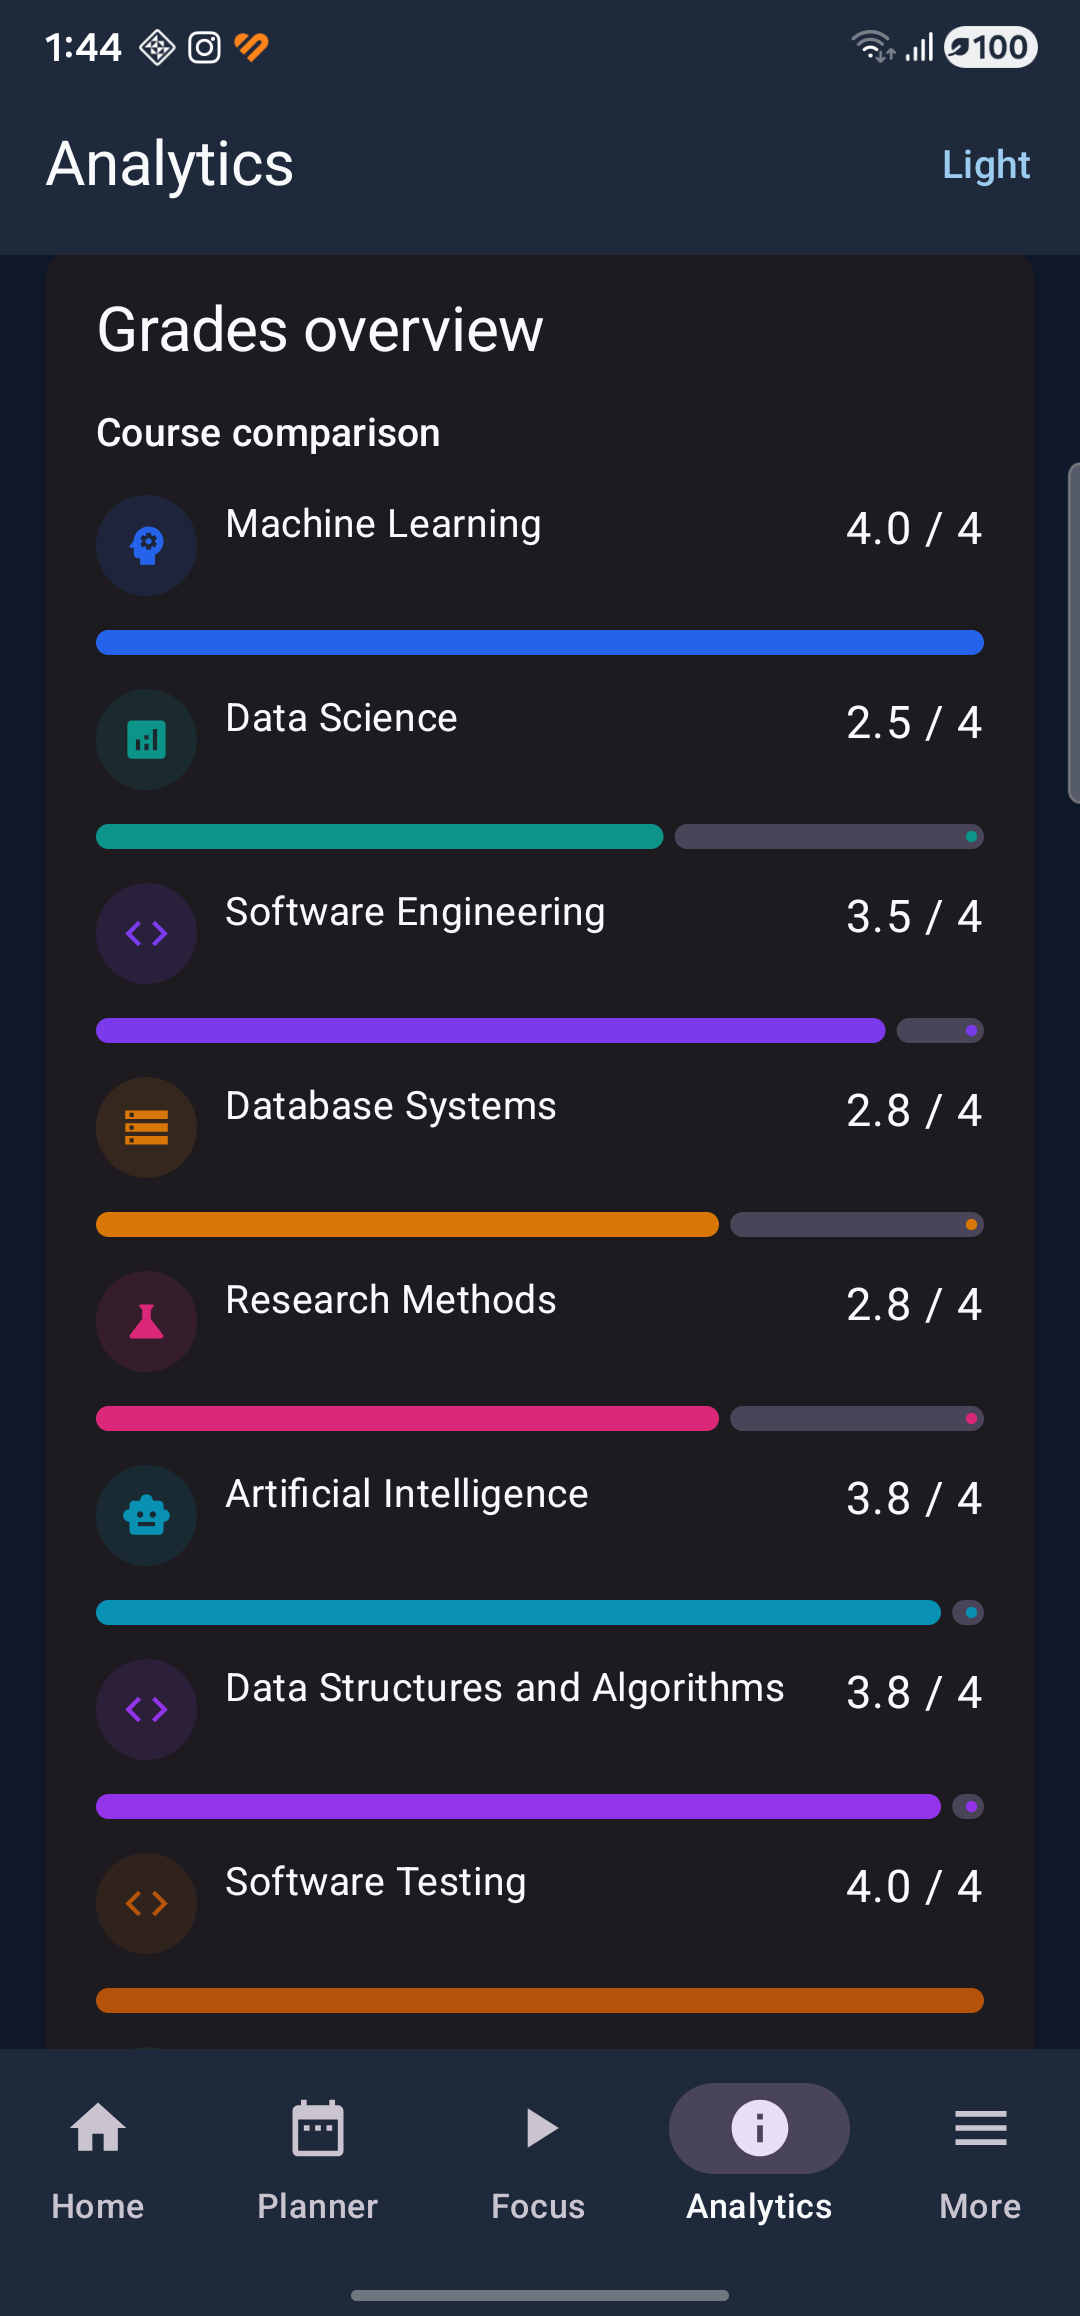 1:44
100
Analytics
Light
Grades overview
Course comparison
Machine Learning
4.0 / 4
Data Science
2.5 / 4
Software Engineering
3.5 / 4
Database Systems
2.8 / 4
Research Methods
2.8 / 4
Artificial Intelligence
3.8 / 4
Data Structures and Algorithms
3.8 / 4
Software Testing
4.0 / 4
Home
Planner
Focus
Analytics
More